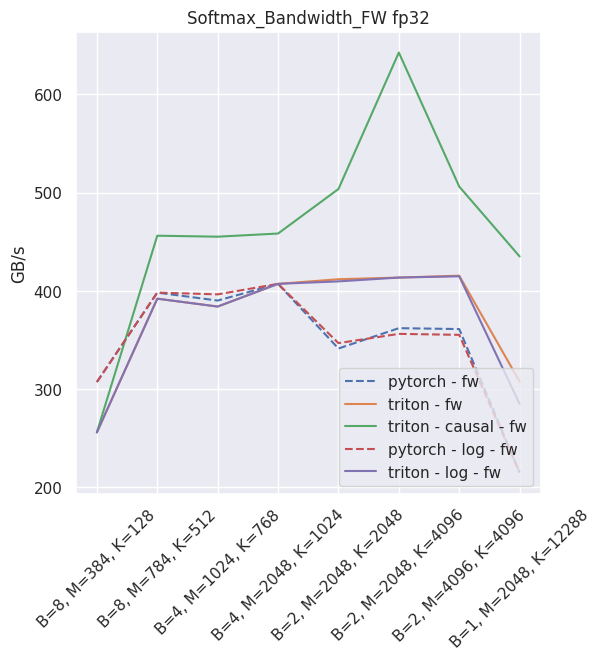 Softmax_Bandwidth_FW fp32
GB/s
600
500
400
300
200
pytorch - fw
triton - fw
triton - causal - fw
pytorch - log - fw
triton - log - fw
B=8, M=384, K=128
B=8, M=784, K=512
B=4, M=1024, K=768
B=4, M=2048, K=1024
B=2, M=2048, K=2048
B=2, M=2048, K=4096
B=2, M=4096, K=4096
B=1, M=2048, K=12288